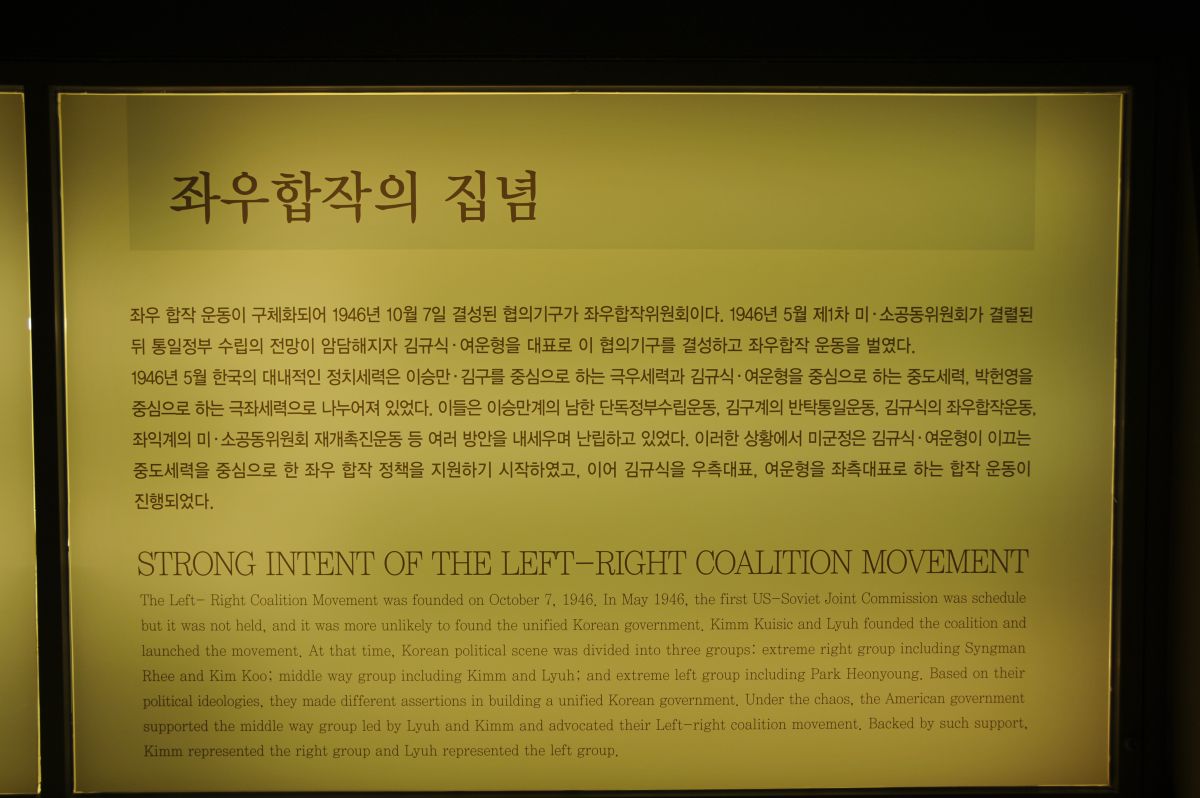 좌우합작의 집념
좌우 합작 운동이 구체화되어 1946년 10월 7일 결성된 협의기구가 좌우합작위원회이다. 1946년 5월 제1차 미·소공동위원회가 결렬된
뒤 통일정부 수립의 전망이 암담해지자 김규식·여운형을 대표로 이 협의기구를 결성하고 좌우합작 운동을 벌였다.
1946년 5월 한국의 대내적인 정치세력은 이승만·김구를 중심으로 하는 극우세력과 김규식·여운형을 중심으로 하는 중도세력, 박헌영을
중심으로 하는 극좌세력으로 나누어져 있었다. 이들은 이승만계의 남한 단독정부수립운동, 김구계의 반탁통일운동, 김규식의 좌우합작운동,
좌익계의 미·소공동위원회 재개촉진운동 등 여러 방안을 내세우며 난립하고 있었다. 이러한 상황에서 미군정은 김규식·여운형이 이끄는
중도세력을 중심으로 한 좌우 합작 정책을 지원하기 시작하였고, 이어 김규식을 우측대표, 여운형을 좌측대표로 하는 합작 운동이
진행되었다.
STRONG INTENT OF THE LEFT-RIGHT COALITION MOVEMENT
The Left- Right Coalition Movement was founded on October 7, 1946. In May 1946, the first US-Soviet Joint Commission was schedule
but it was not held, and it was more unlikely to found the unified Korean government. Kimm Kuisic and Lyuh founded the coalition and
launched the movement. At that time, Korean political scene was divided into three groups: extreme right group including Syngman
Rhee and Kim Koo; middle way group including Kimm and Lyuh; and extreme left group including Park Heonyoung. Based on their
political ideologies, they made different assertions in building a unified Korean government. Under the chaos, the American government
supported the middle way group led by Lyuh and Kimm and advocated their Left-right coalition movement. Backed by such support,
Kimm represented the right group and Lyuh represented the left group.